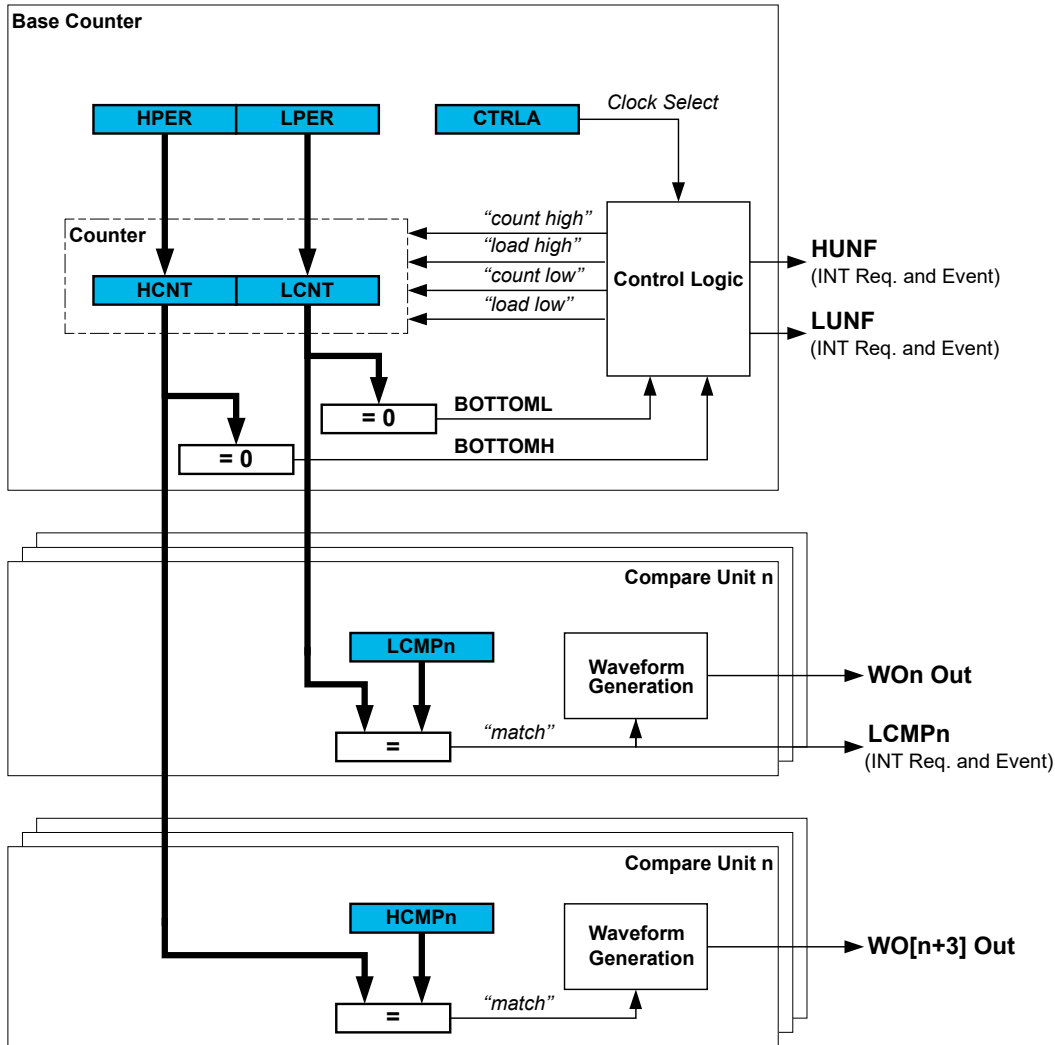 Base Counter
HPER
LPER
CTRLA
Clock Select
Counter
HCNT
LCNT
“count high”
“load high”
“count low”
“load low”
Control Logic
HUNF
(INT Req. and Event)
LUNF
(INT Req. and Event)
= 0
BOTTOML
= 0
BOTTOMH
Compare Unit n
LCMPn
=
“match”
Waveform
Generation
WOn Out
LCMPn
(INT Req. and Event)
Compare Unit n
HCMPn
=
“match”
Waveform
Generation
WO[n+3] Out